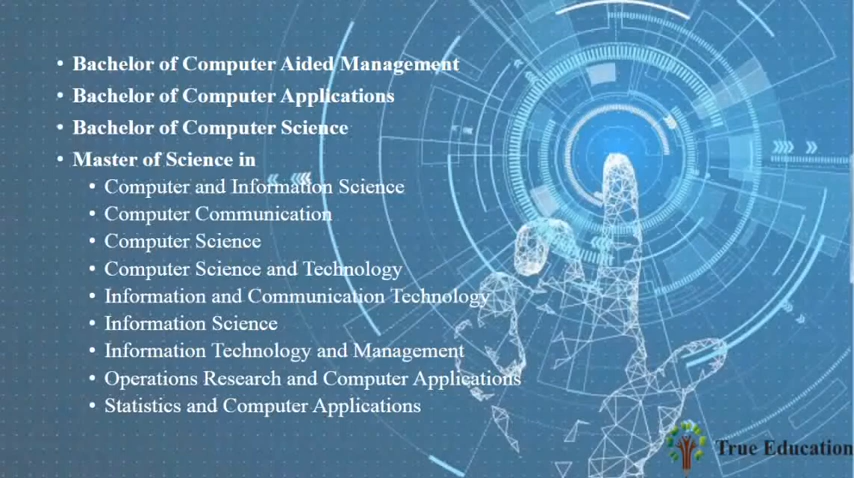 • Bachelor of Computer Aided Management
• Bachelor of Computer Applications
• Bachelor of Computer Science
• Master of Science in
• Computer and Information Science
• Computer Communication
• Computer Science
• Computer Science and Technology
• Information and Communication Technology
• Information Science
• Information Technology and Management
• Operations Research and Computer Applications
• Statistics and Computer Applications
True Education